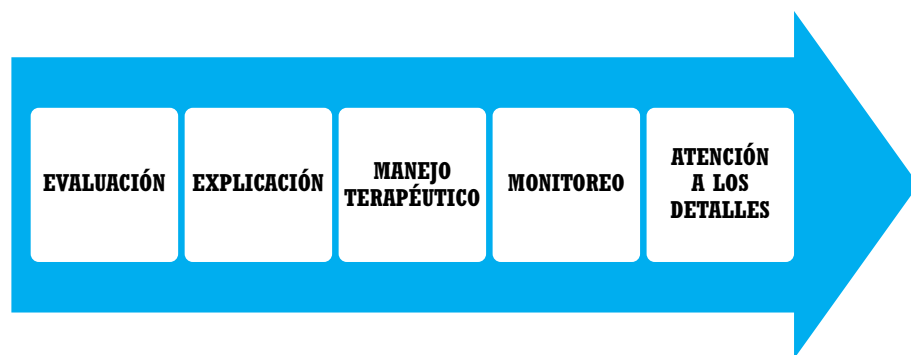 EVALUACIÓN
EXPLICACIÓN
MANEJO
TERAPÉUTICO
MONITOREO
ATENCIÓN
A LOS
DETALLES